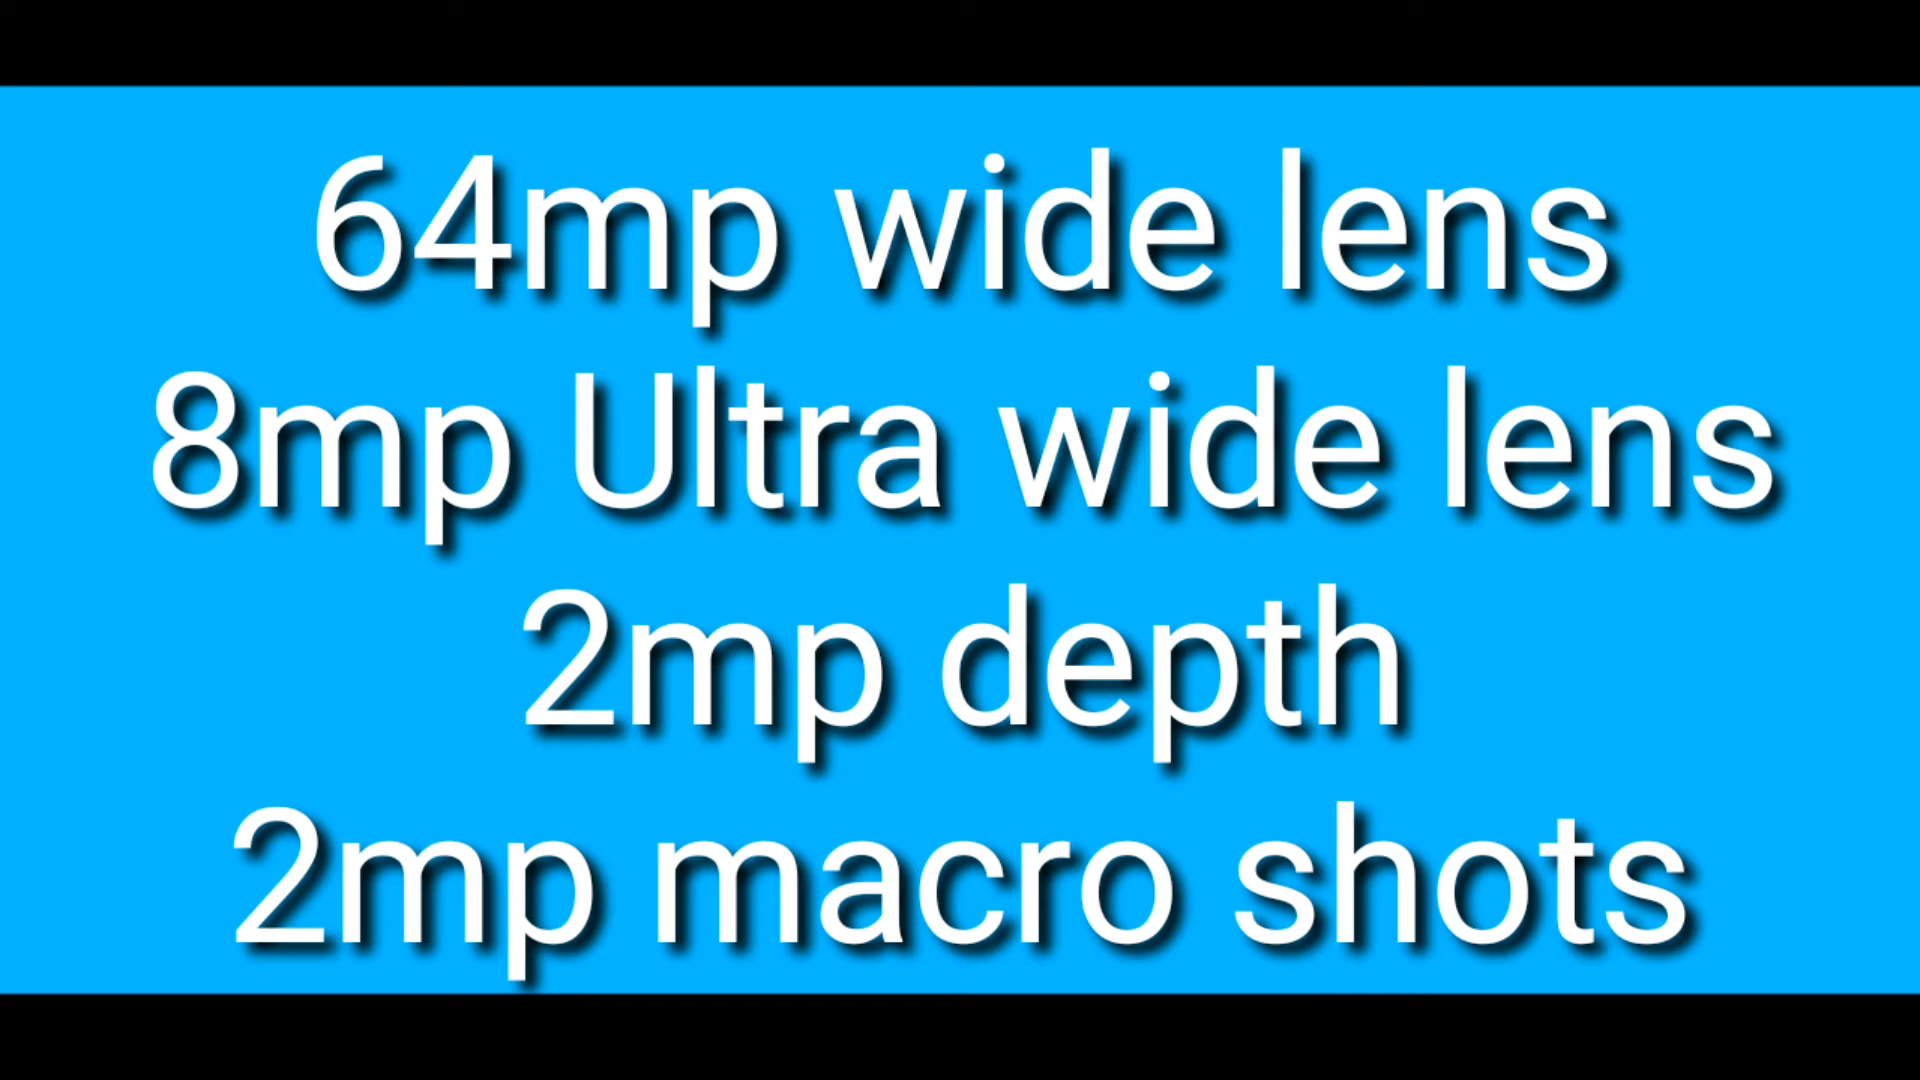 64mp wide lens
8mp Ultra wide lens
2mp depth
2mp macro shots